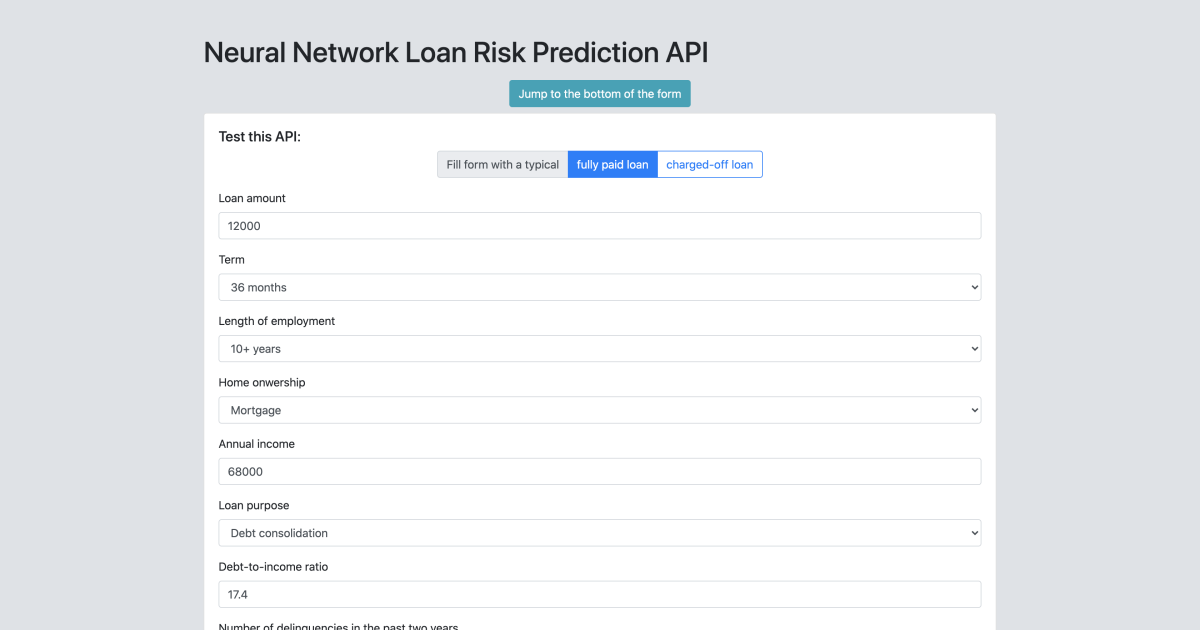 Neural Network Loan Risk Prediction API
Jump to the bottom of the form
Test this API:
Fill form with a typical fully paid loan charged-off loan
Loan amount
12000
Term
36 months
Length of employment
10+ years
Home onwership
Mortgage
Annual income
68000
Loan purpose
Debt consolidation
Debt-to-income ratio
17.4
Number of delinquencies in the past two years